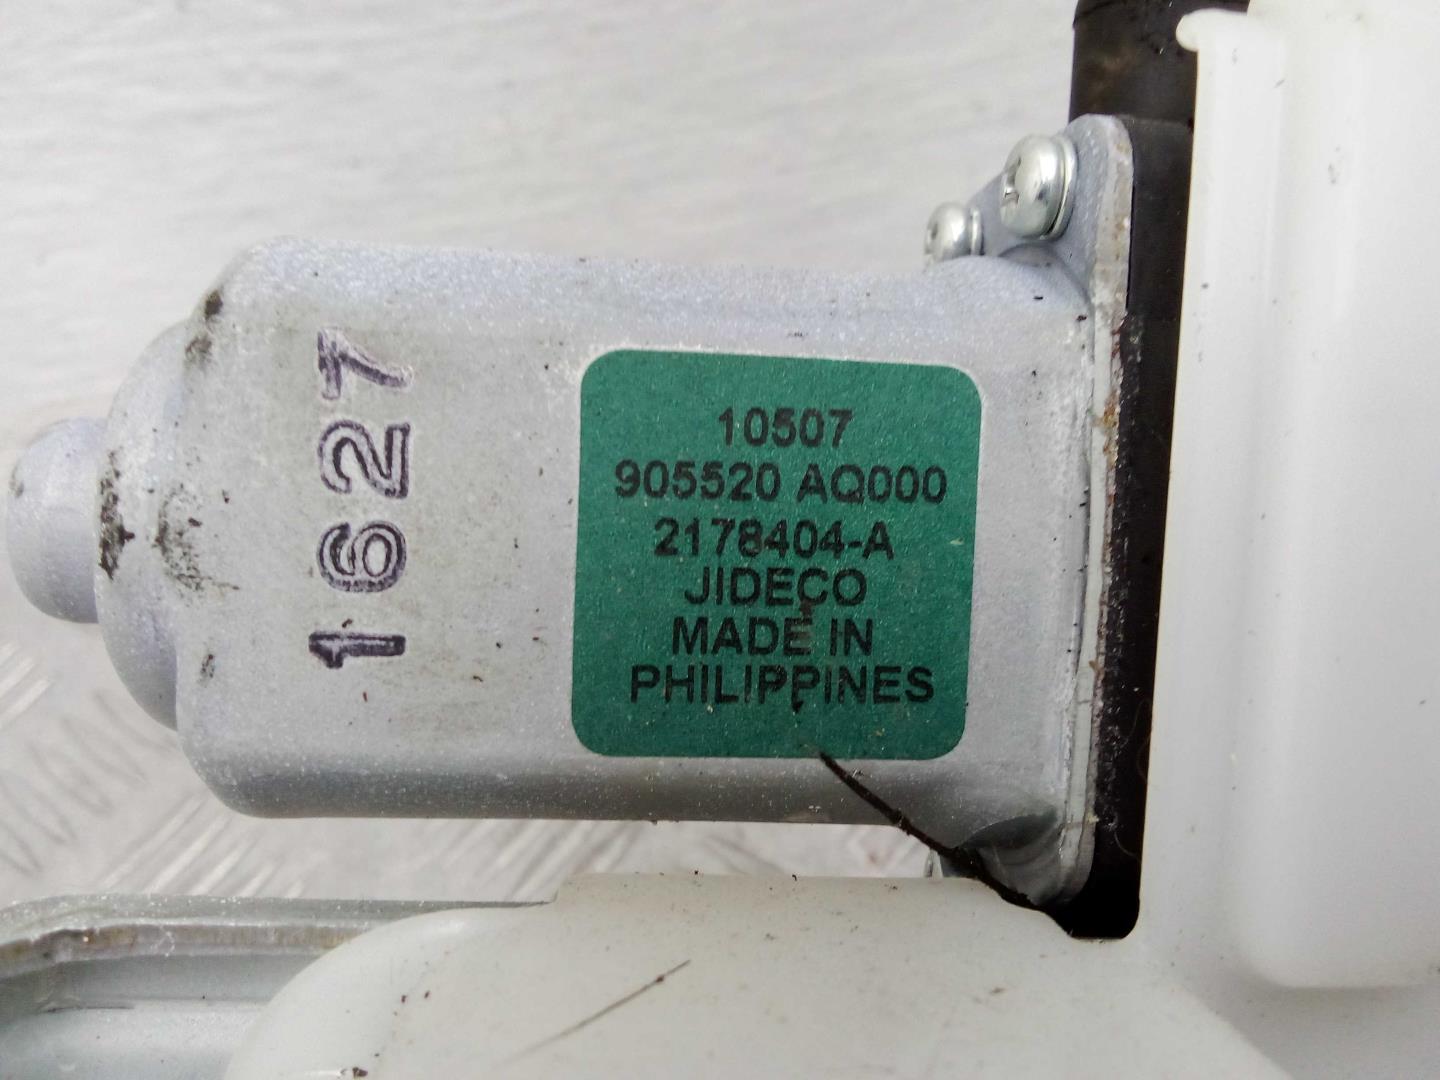 1627
10507
905520 AQ000
2178404-A
JIDECO
MADE IN
PHILIPPINES